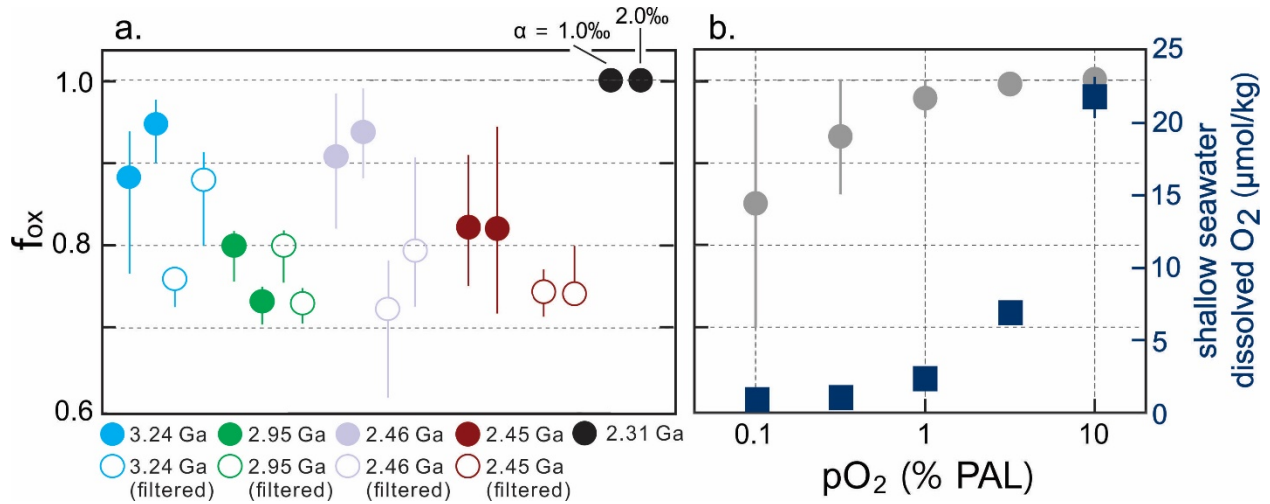 a.
α = 1.0‰
2.0‰
b.
1.0
0.8
0.6
fox
3.24 Ga
2.95 Ga
2.46 Ga
2.45 Ga
2.31 Ga
3.24 Ga
(filtered)
2.95 Ga
(filtered)
2.46 Ga
(filtered)
2.45 Ga
(filtered)
25
20
15
10
5
0
shallow seawater
dissolved O2 (µmol/kg)
0.1
1
10
pO2 (% PAL)